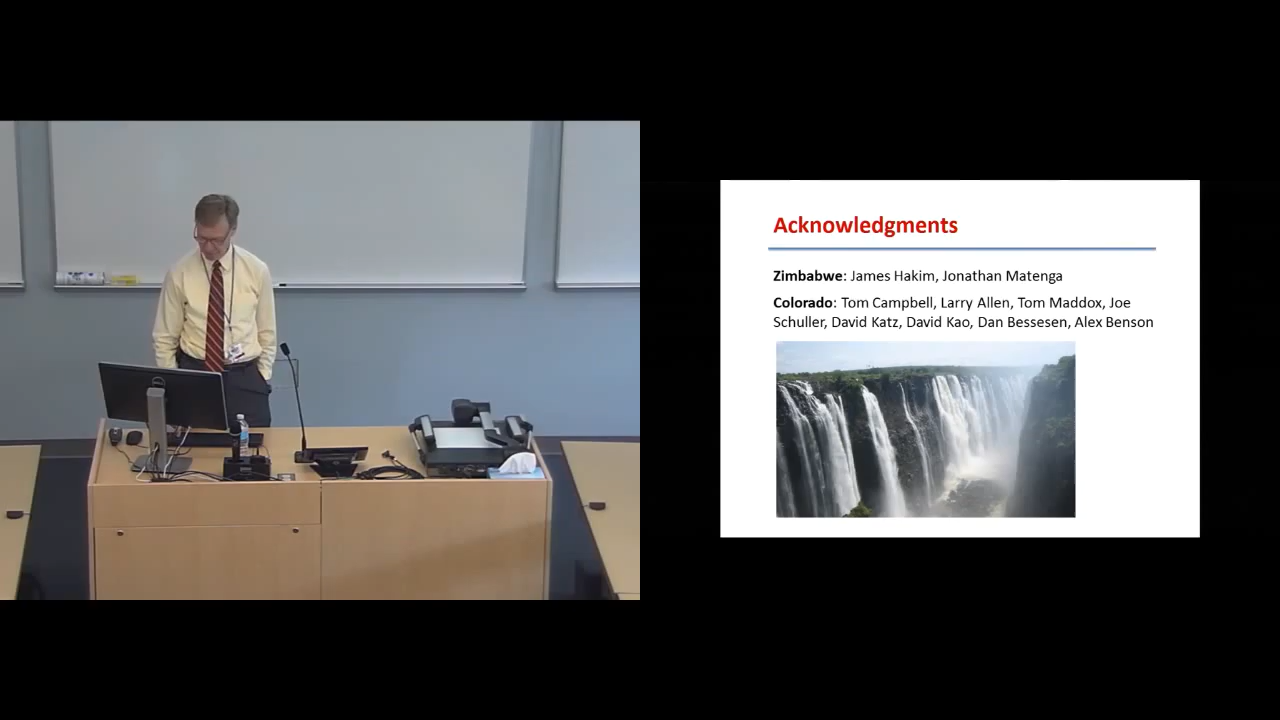 Acknowledgments
Zimbabwe: James Hakim, Jonathan Matenga
Colorado: Tom Campbell, Larry Allen, Tom Maddox, Joe
Schuller, David Katz, David Kao, Dan Bessesen, Alex Benson